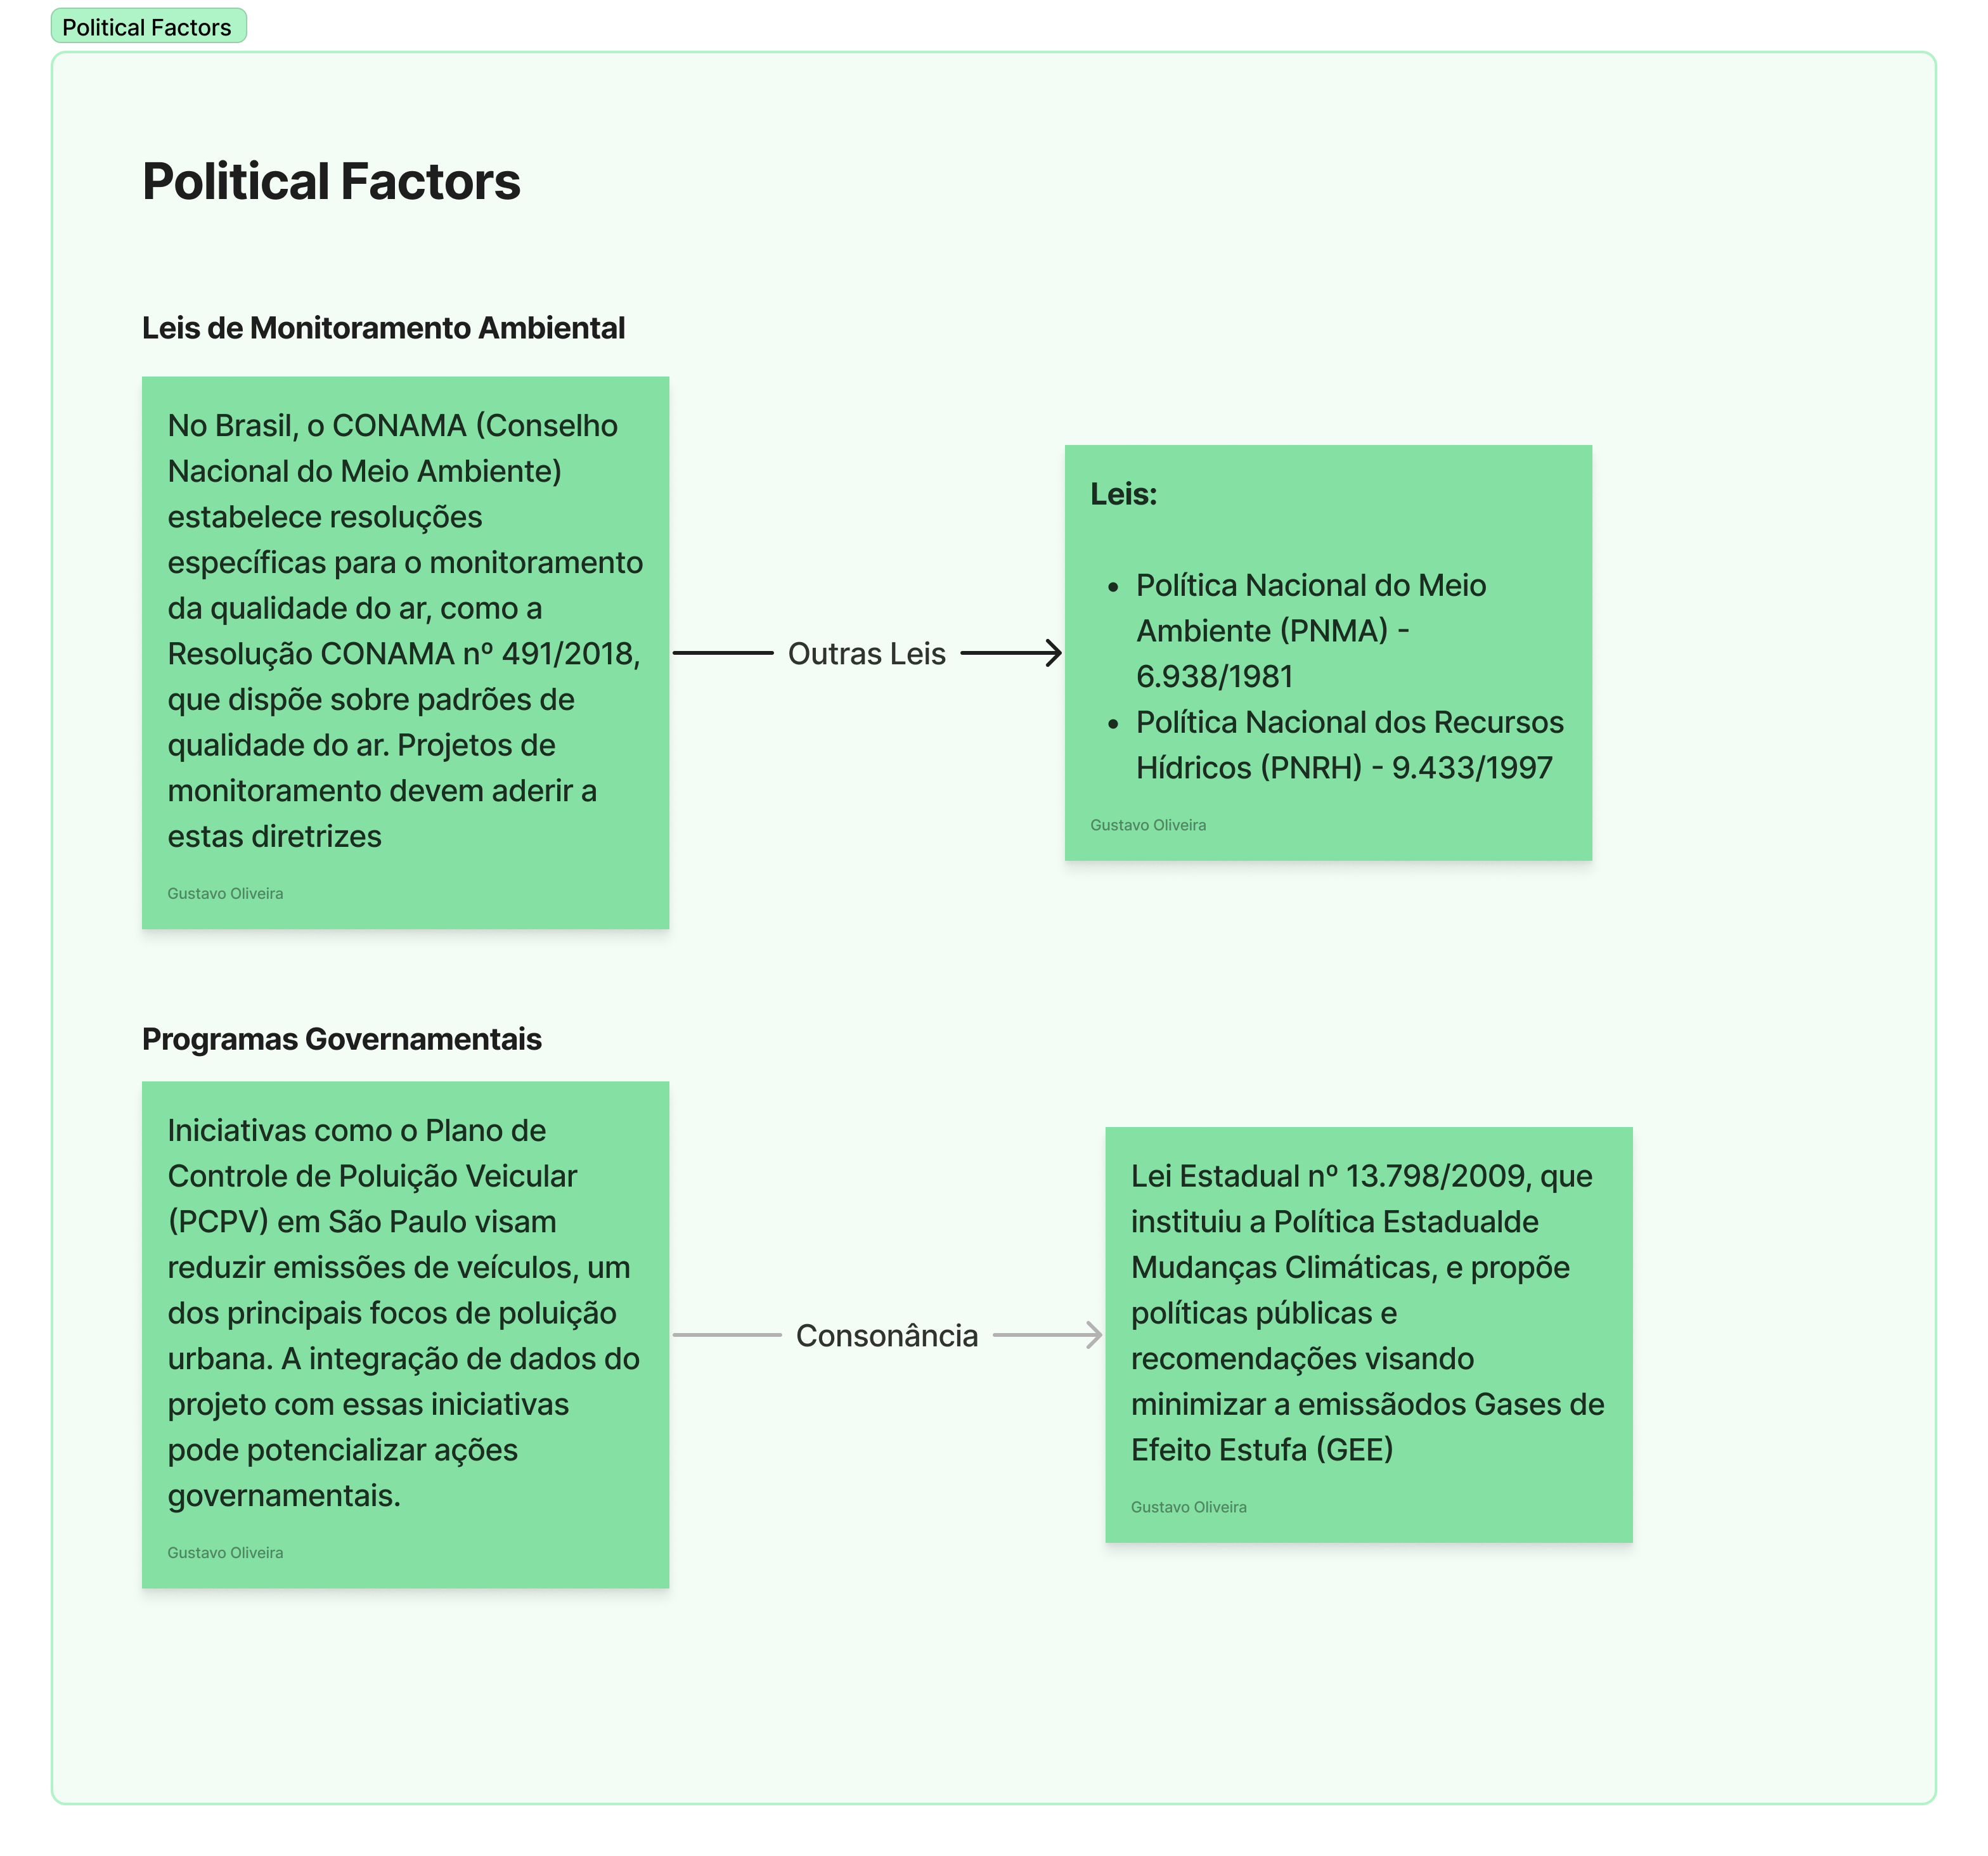 Political Factors
Political Factors
Leis de Monitoramento Ambiental
No Brasil, o CONAMA (Conselho
Nacional do Meio Ambiente)
estabelece resoluções
específicas para o monitoramento
da qualidade do ar, como a
Resolução CONAMA nº 491/2018,
que dispõe sobre padrões de
qualidade do ar. Projetos de
monitoramento devem aderir a
estas diretrizes
Gustavo Oliveira
Outras Leis
Leis:
• Política Nacional do Meio
Ambiente (PNMA) -
6.938/1981
• Política Nacional dos Recursos
Hídricos (PNRH) - 9.433/1997
Gustavo Oliveira
Programas Governamentais
Iniciativas como o Plano de
Controle de Poluição Veicular
(PCPV) em São Paulo visam
reduzir emissões de veículos, um
dos principais focos de poluição
urbana. A integração de dados do
projeto com essas iniciativas
pode potencializar ações
governamentais.
Gustavo Oliveira
Consonância
Lei Estadual nº 13.798/2009, que
instituiu a Política Estadualde
Mudanças Climáticas, e propõe
políticas públicas e
recomendações visando
minimizar a emissãodos Gases de
Efeito Estufa (GEE)
Gustavo Oliveira